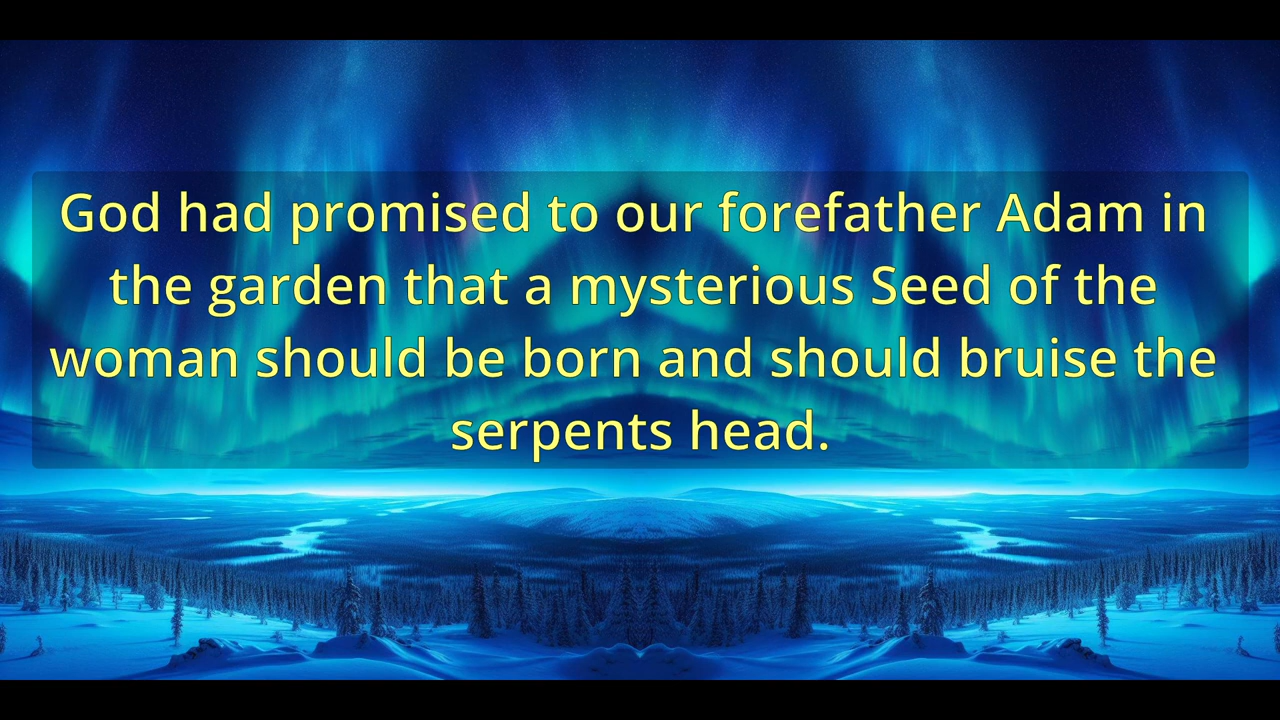 God had promised to our forefather Adam in
the garden that a mysterious Seed of the
woman should be born and should bruise the
serpents head.